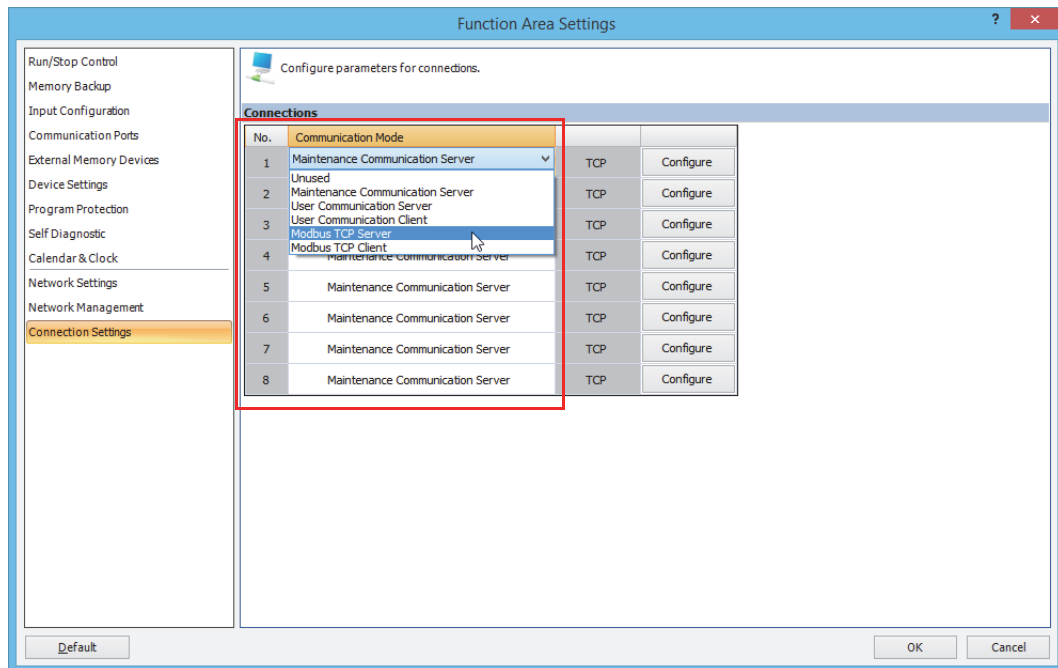 Function Area Settings
?
×
Run/Stop Control
Memory Backup
Input Configuration
Communication Ports
External Memory Devices
Device Settings
Program Protection
Self Diagnostic
Calendar & Clock
Network Settings
Network Management
Connection Settings
Configure parameters for connections.
Connections
No. Communication Mode
1 Maintenance Communication Server TCP Configure
Unused
Maintenance Communication Server
User Communication Server
User Communication Client
Modbus TCP Server
Modbus TCP Client
2 TCP Configure
3 TCP Configure
4 Maintenance Communication Server TCP Configure
5 Maintenance Communication Server TCP Configure
6 Maintenance Communication Server TCP Configure
7 Maintenance Communication Server TCP Configure
8 Maintenance Communication Server TCP Configure
Default
OK
Cancel